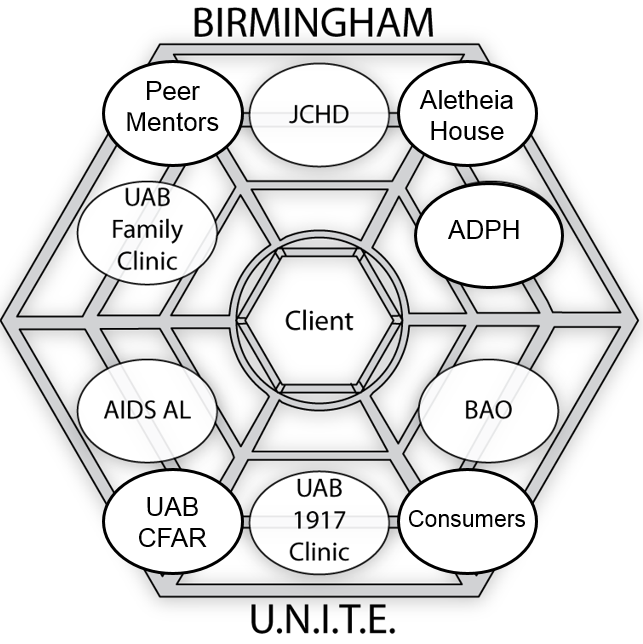 BIRMINGHAM
Peer
Mentors
JCHD
Aletheia
House
UAB
Family
Clinic
ADPH
Client
AIDS AL
BAO
UAB
CFAR
UAB
1917
Clinic
Consumers
U.N.I.T.E.